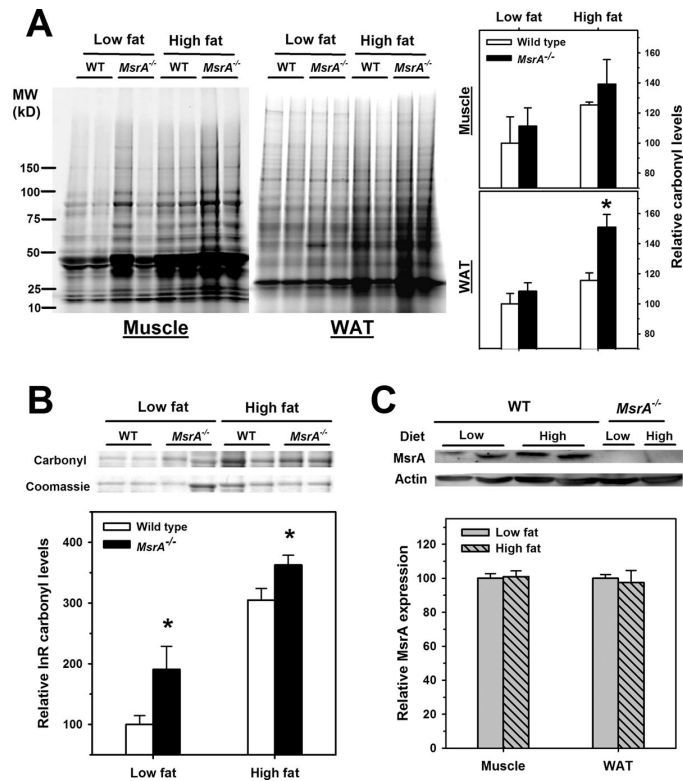 A
Low fat High fat
WT MsrA-/- WT MsrA-/-
MW
(kD)
150
100
75
50
25
10
Muscle
Low fat High fat
WT MsrA-/- WT MsrA-/-
WAT
Low fat High fat
Wild type
MsrA-/-
Muscle
160
140
120
100
80
*
WAT
160
140
120
100
80
Relative carbonyl levels
B
Low fat High fat
WT MsrA-/- WT MsrA-/-
Carbonyl
Coomassie
Wild type
MsrA-/-
Relative InR carbonyl levels
400
300
200
100
* *
Low fat High fat
C
WT MsrA-/-
Diet Low High Low High
MsrA
Actin
Low fat
High fat
Relative MsrA expression
120
100
80
60
40
20
0
Muscle WAT